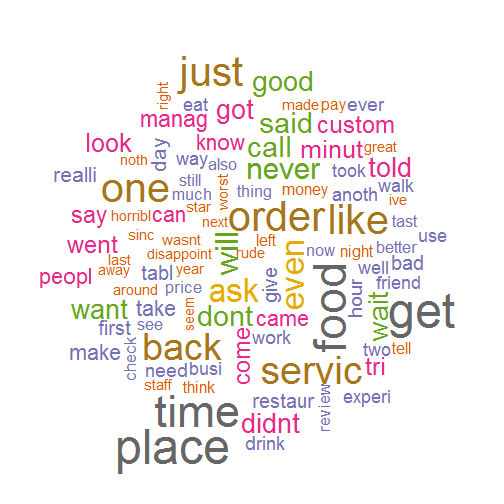 just
good
right
eat
made pay ever
manag
got
said
custom
look
know
call
minut
great
day
noth
way
also
never
took
told
realli
still
worst
thing
money
anoth
walk
one
much
star
order
like
ive
say
horribl
can
next
tast
went
sinc
wasnt
will
left
even
now
night
better
use
last
disappoint
rude
peopl
away
tabl
year
give
food
hour
well
bad
around
price
ask
friend
want
take
seem
dont
came
wait
get
first
see
make
check
back
come
work
two
tell
need
busi
servic
tri
staff
think
time
restaur
review
experi
didnt
place
drink